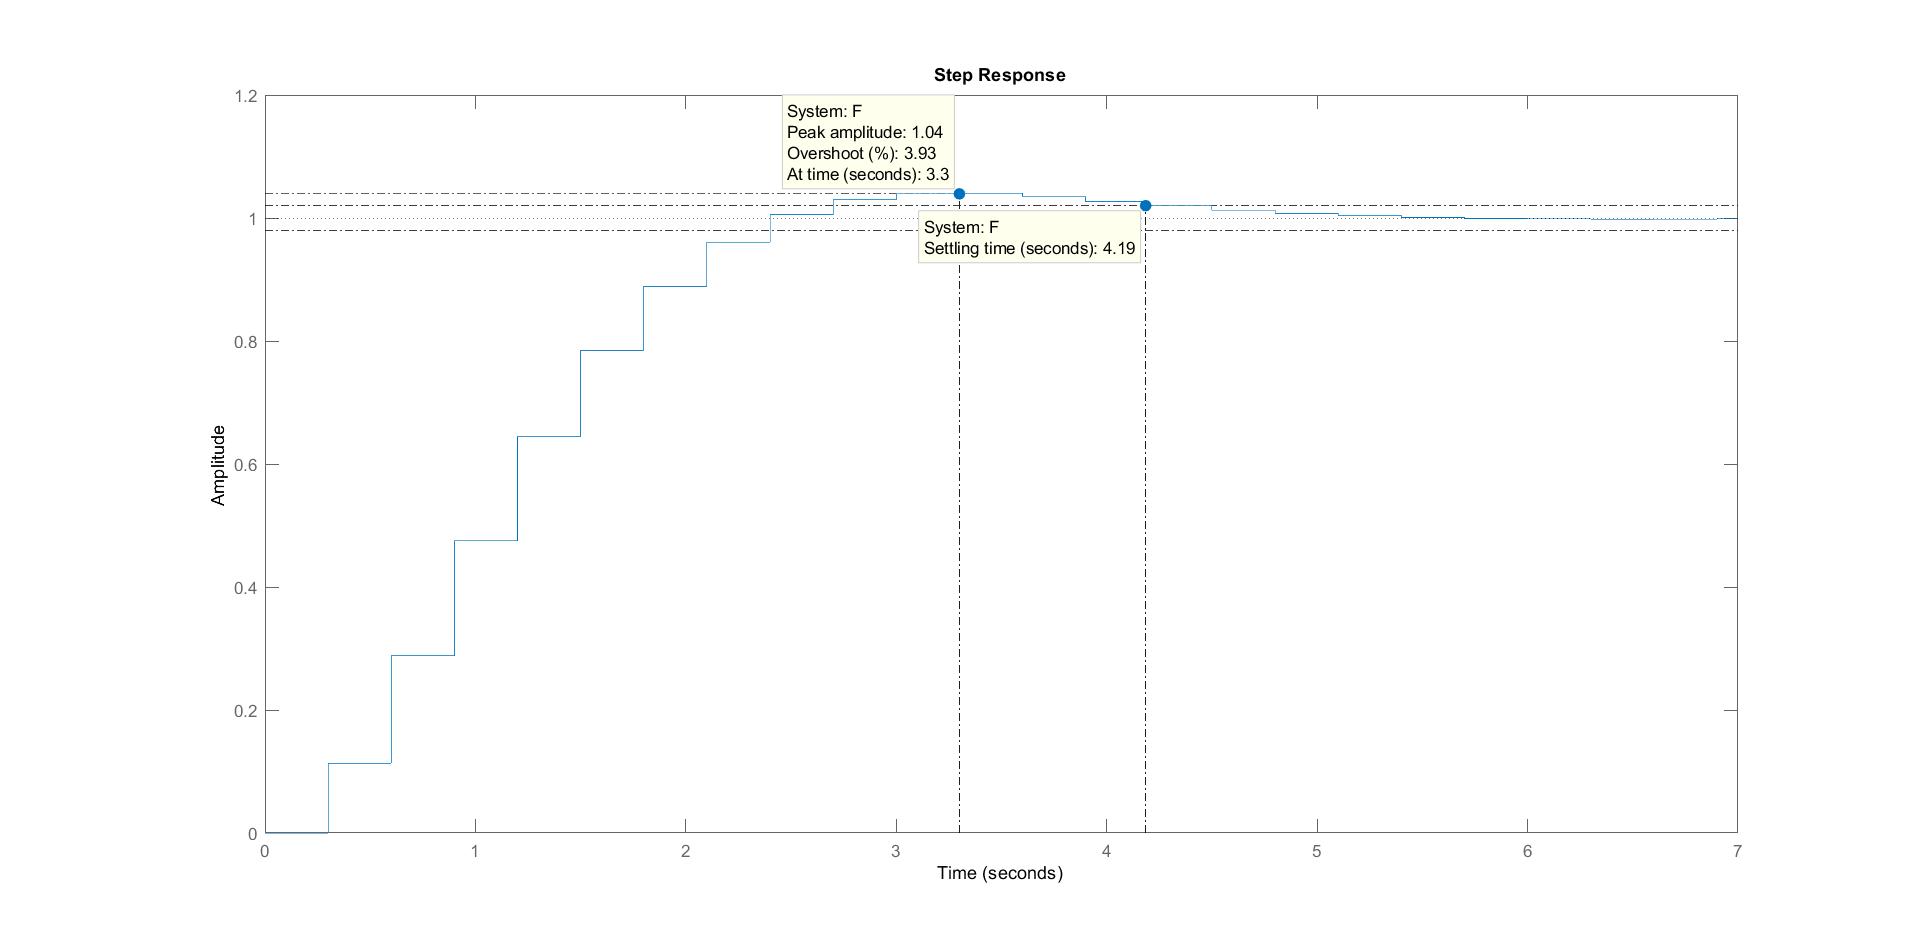 Step Response
System: F
Peak amplitude: 1.04
Overshoot (%): 3.93
At time (seconds): 3.3
System: F
Settling time (seconds): 4.19
Amplitude
1.2
1
0.8
0.6
0.4
0.2
0
0 1 2 3 4 5 6 7
Time (seconds)